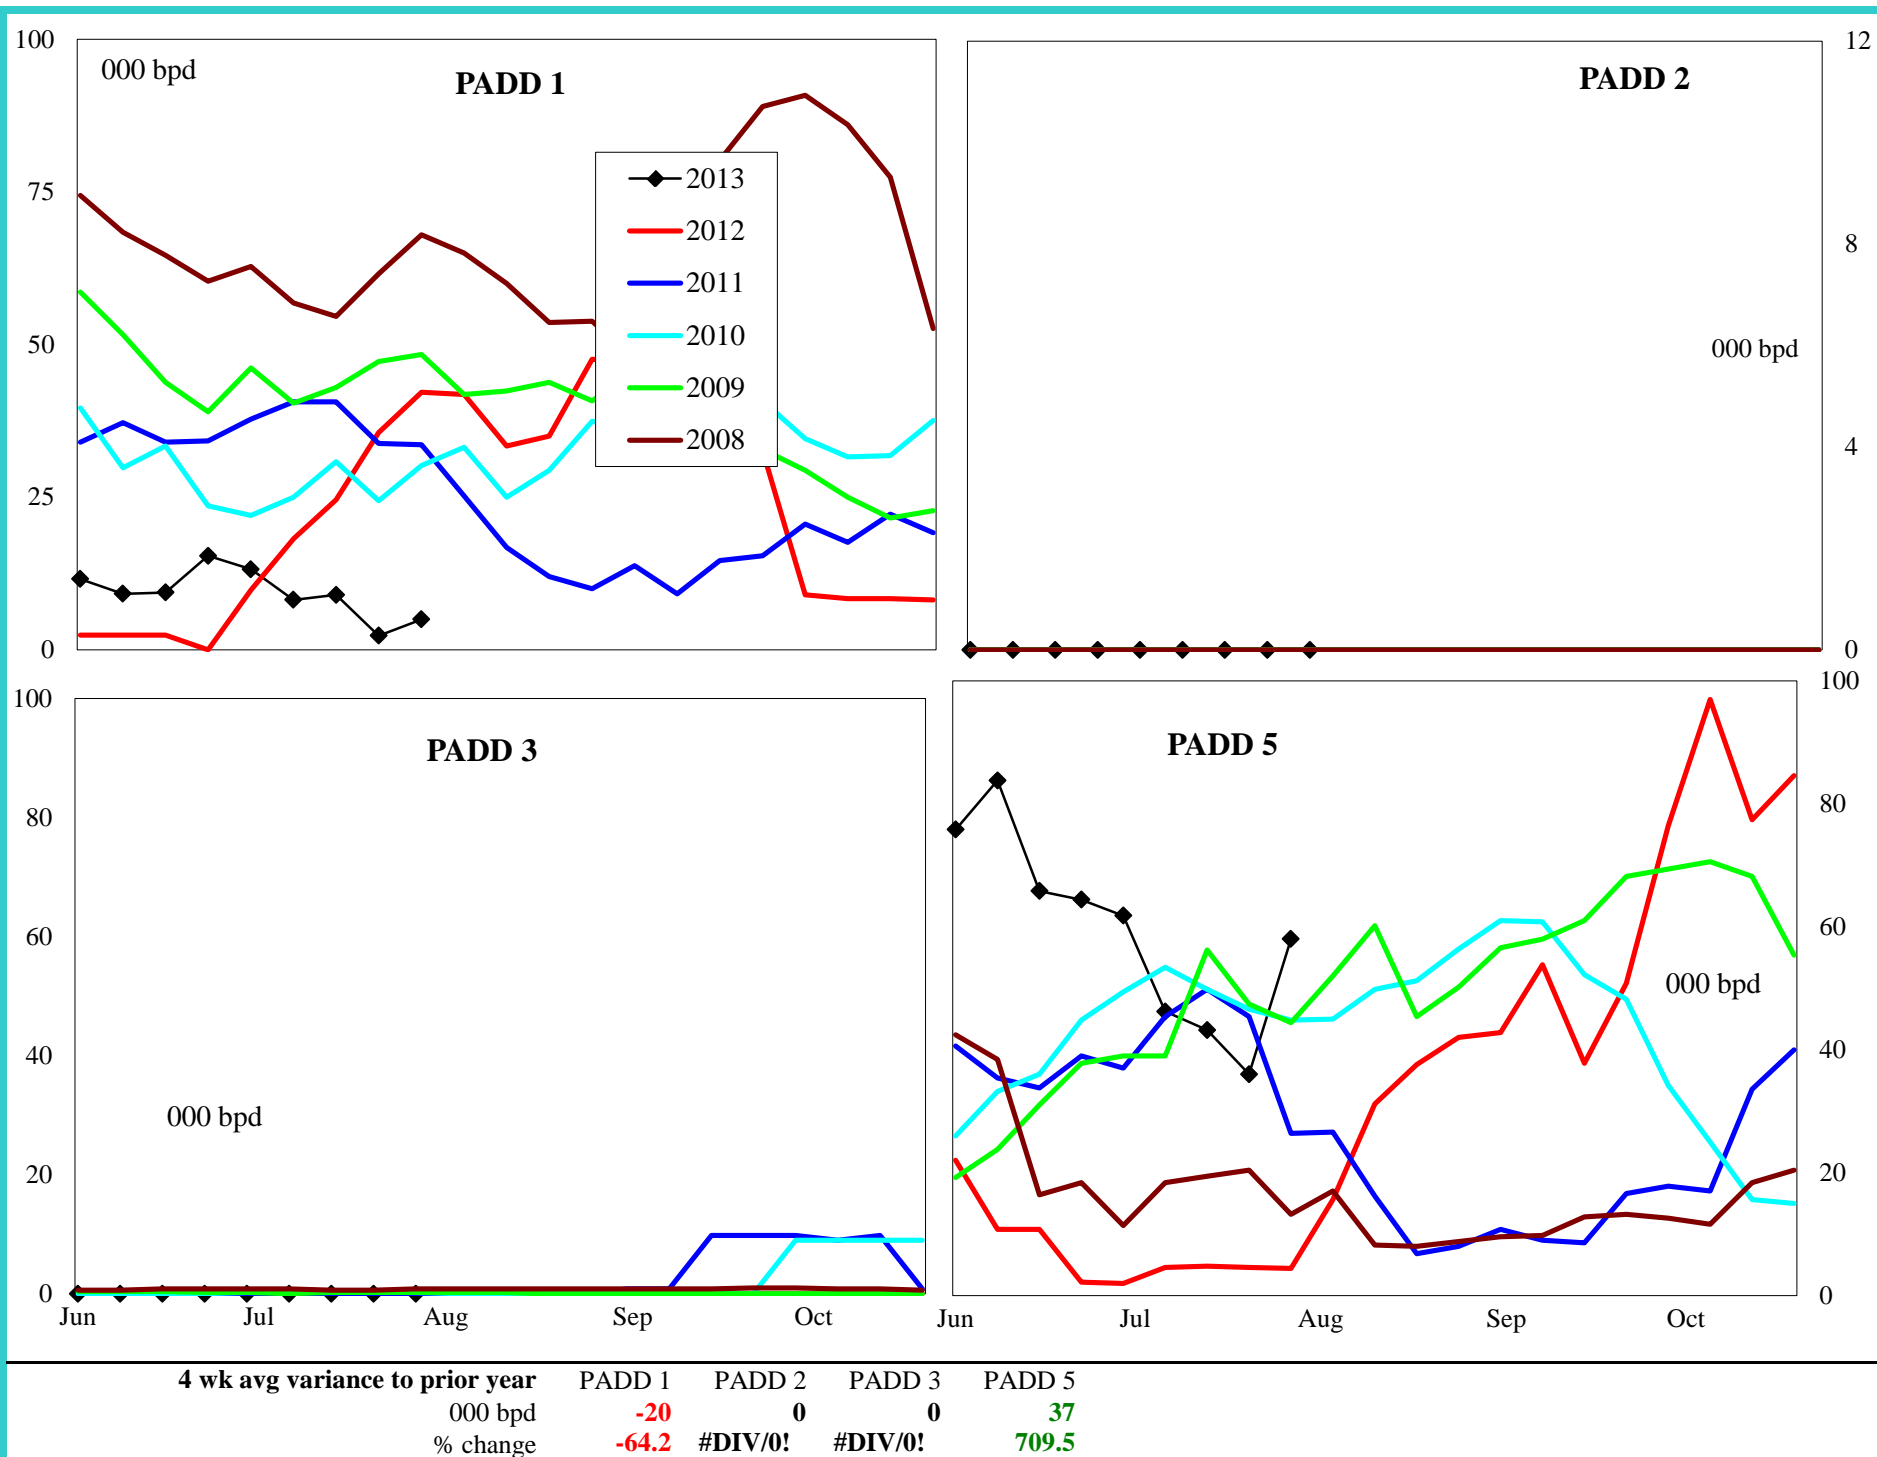 100
000 bpd
PADD 1
75
50
25
0
2013
2012
2011
2010
2009
2008
12
PADD 2
8
000 bpd
4
0
100
PADD 3
80
60
40
000 bpd
20
0
Jun Jul Aug Sep Oct
100
PADD 5
80
60
000 bpd
40
20
0
Jun Jul Aug Sep Oct
4 wk avg variance to prior year PADD 1 PADD 2 PADD 3 PADD 5
000 bpd -20 0 0 37
% change -64.2 #DIV/0! #DIV/0! 709.5